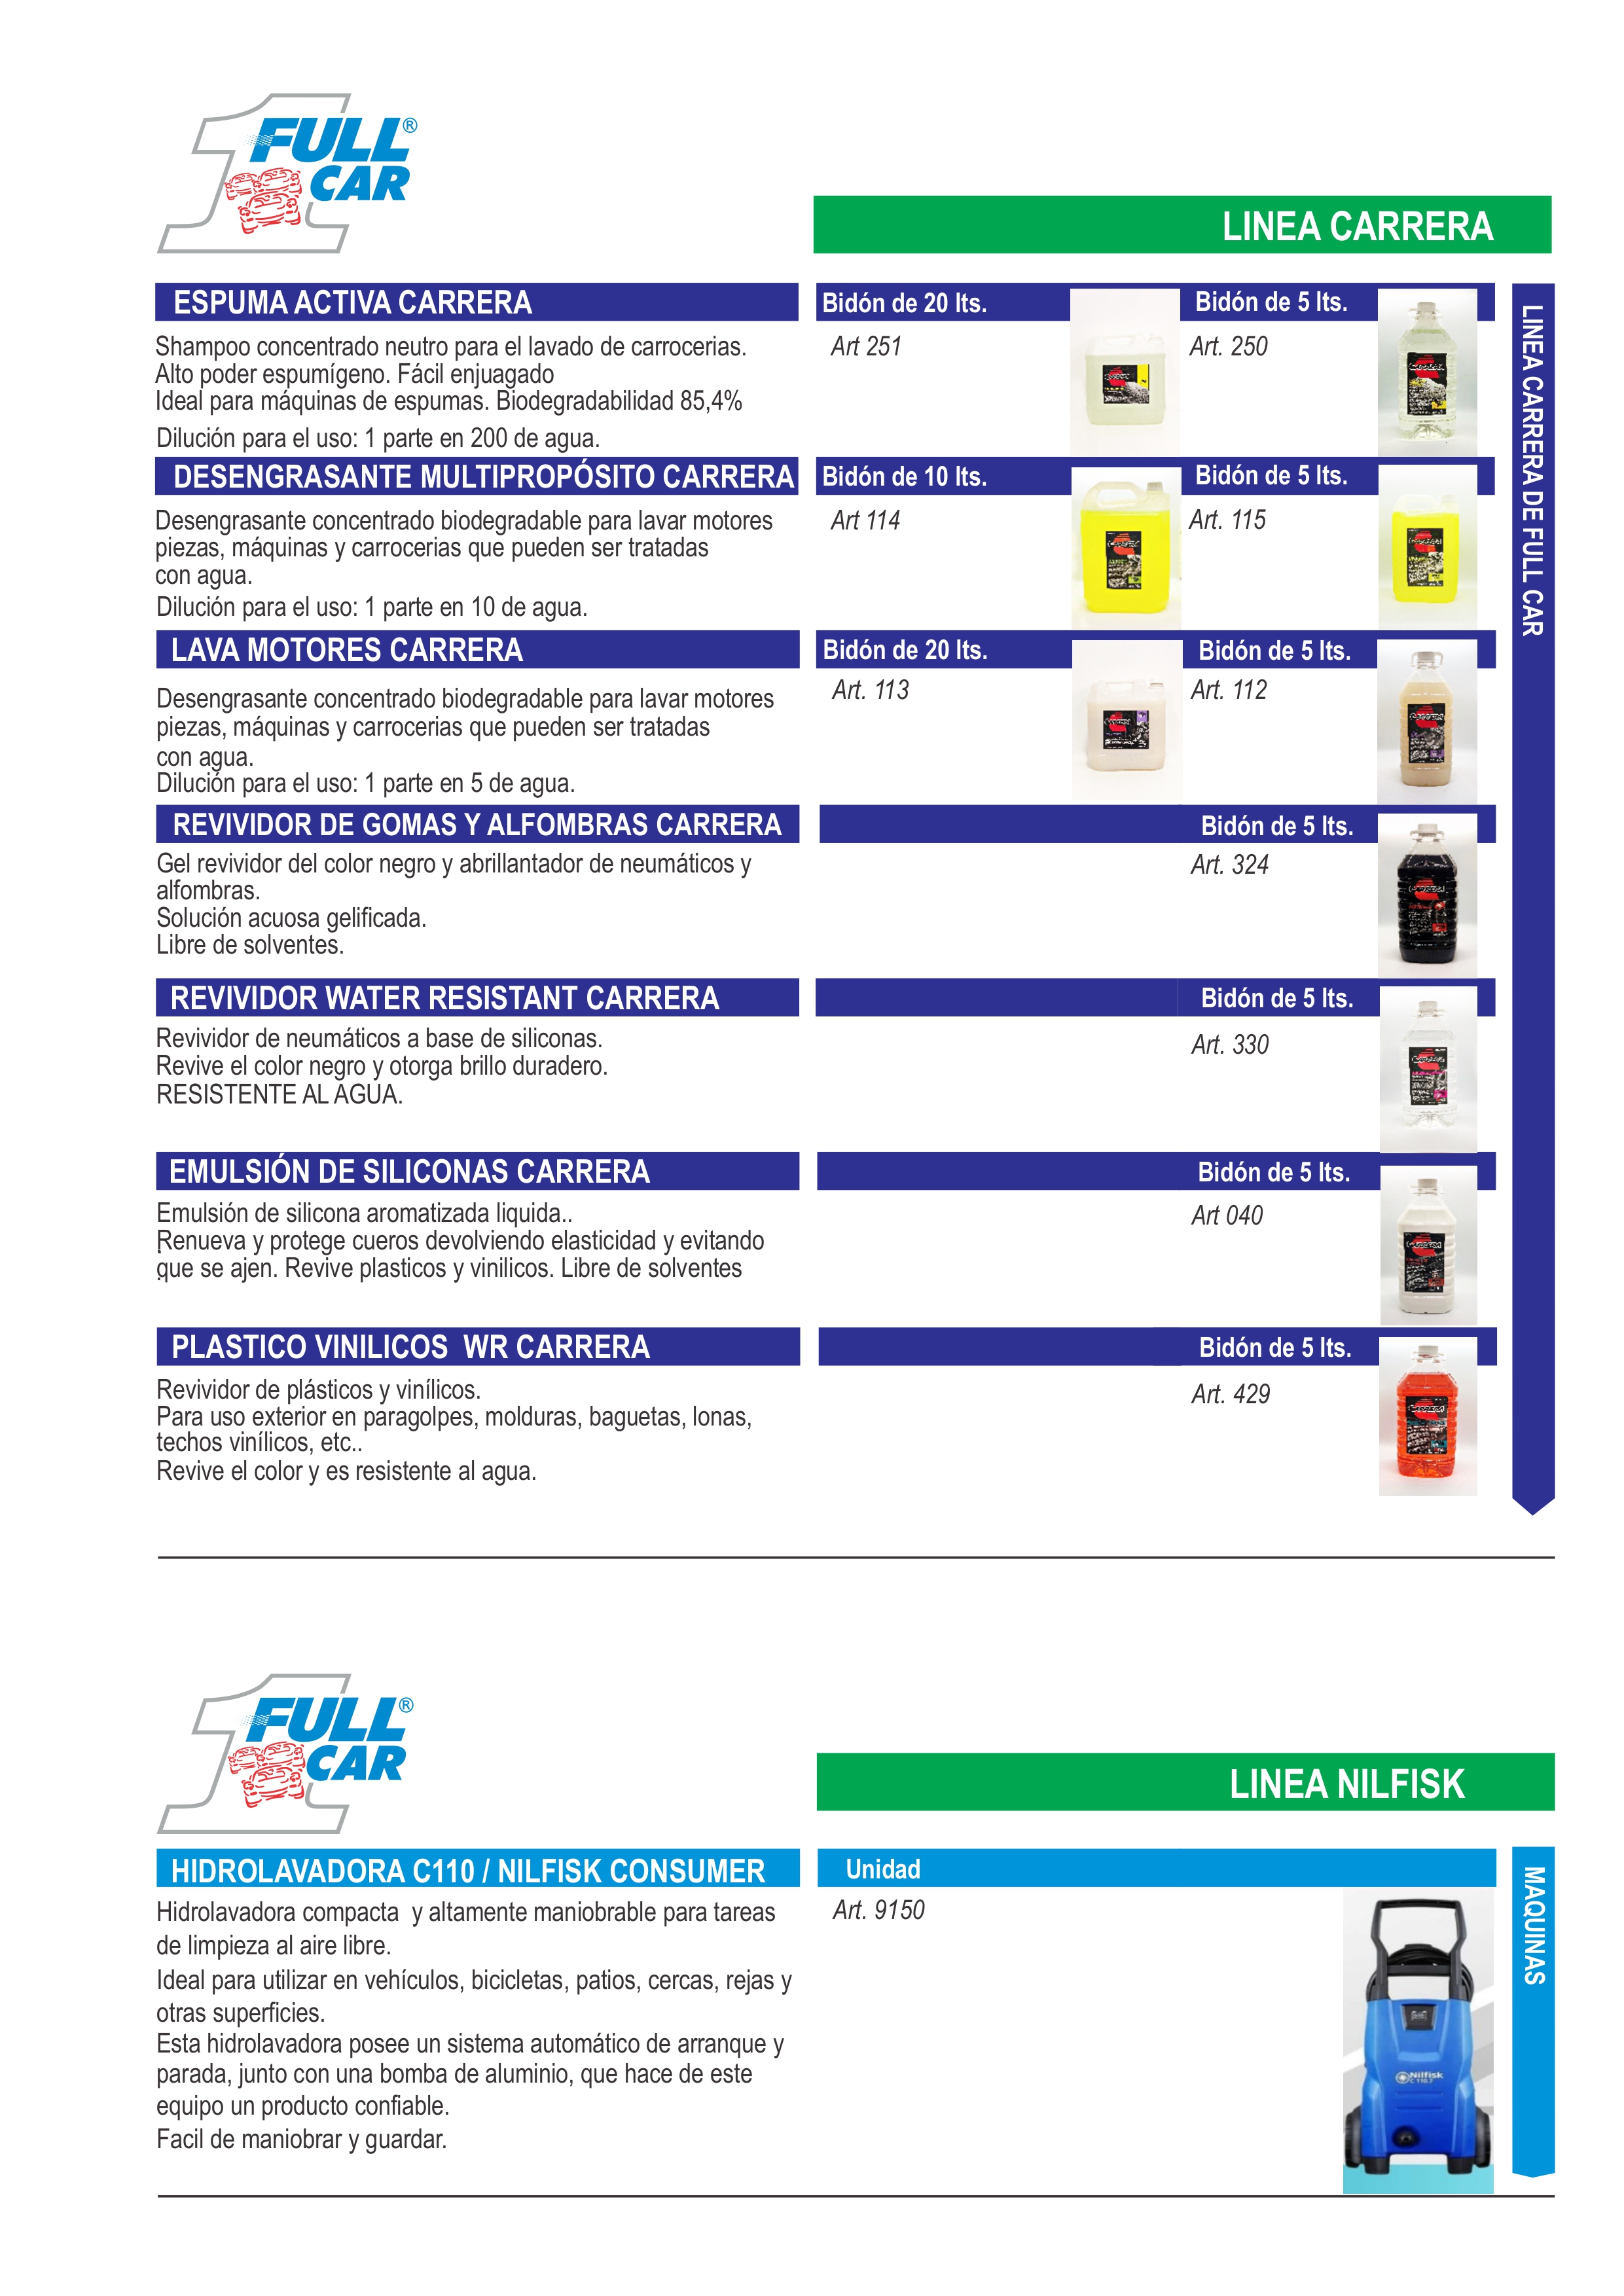 FULL®
CAR
LINEA CARRERA
ESPUMA ACTIVA CARRERA
Bidón de 20 lts.
Bidón de 5 lts.
Shampoo concentrado neutro para el lavado de carrocerias.
Alto poder espumígeno. Fácil enjuagado
Ideal para máquinas de espumas. Biodegradabilidad 85,4%
Dilución para el uso: 1 parte en 200 de agua.
Art 251
Art. 250
LINEA CARRERA DE FULL CAR
DESENGRASANTE MULTIPROPÓSITO CARRERA
Bidón de 10 lts.
Bidón de 5 lts.
Desengrasante concentrado biodegradable para lavar motores
piezas, máquinas y carrocerias que pueden ser tratadas
con agua.
Dilución para el uso: 1 parte en 10 de agua.
Art 114
Art. 115
LAVA MOTORES CARRERA
Bidón de 20 lts.
Bidón de 5 lts.
Desengrasante concentrado biodegradable para lavar motores
piezas, máquinas y carrocerias que pueden ser tratadas
con agua.
Dilución para el uso: 1 parte en 5 de agua.
Art. 113
Art. 112
REVIVIDOR DE GOMAS Y ALFOMBRAS CARRERA
Bidón de 5 lts.
Gel revividor del color negro y abrillantador de neumáticos y
alfombras.
Solución acuosa gelificada.
Libre de solventes.
Art. 324
REVIVIDOR WATER RESISTANT CARRERA
Bidón de 5 lts.
Revividor de neumáticos a base de siliconas.
Revive el color negro y otorga brillo duradero.
RESISTENTE AL AGUA.
Art. 330
EMULSIÓN DE SILICONAS CARRERA
Bidón de 5 lts.
Emulsión de silicona aromatizada liquida..
Renueva y protege cueros devolviendo elasticidad y evitando
que se ajen. Revive plasticos y vinilicos. Libre de solventes
Art 040
PLASTICO VINILICOS  WR CARRERA
Bidón de 5 lts.
Revividor de plásticos y vinílicos.
Para uso exterior en paragolpes, molduras, baguetas, lonas,
techos vinílicos, etc..
Revive el color y es resistente al agua.
Art. 429
FULL®
CAR
LINEA NILFISK
HIDROLAVADORA C110 / NILFISK CONSUMER
Unidad
Hidrolavadora compacta  y altamente maniobrable para tareas
de limpieza al aire libre.
Ideal para utilizar en vehículos, bicicletas, patios, cercas, rejas y
otras superficies.
Esta hidrolavadora posee un sistema automático de arranque y
parada, junto con una bomba de aluminio, que hace de este
equipo un producto confiable.
Facil de maniobrar y guardar.
Art. 9150
Nilfisk
MAQUINAS